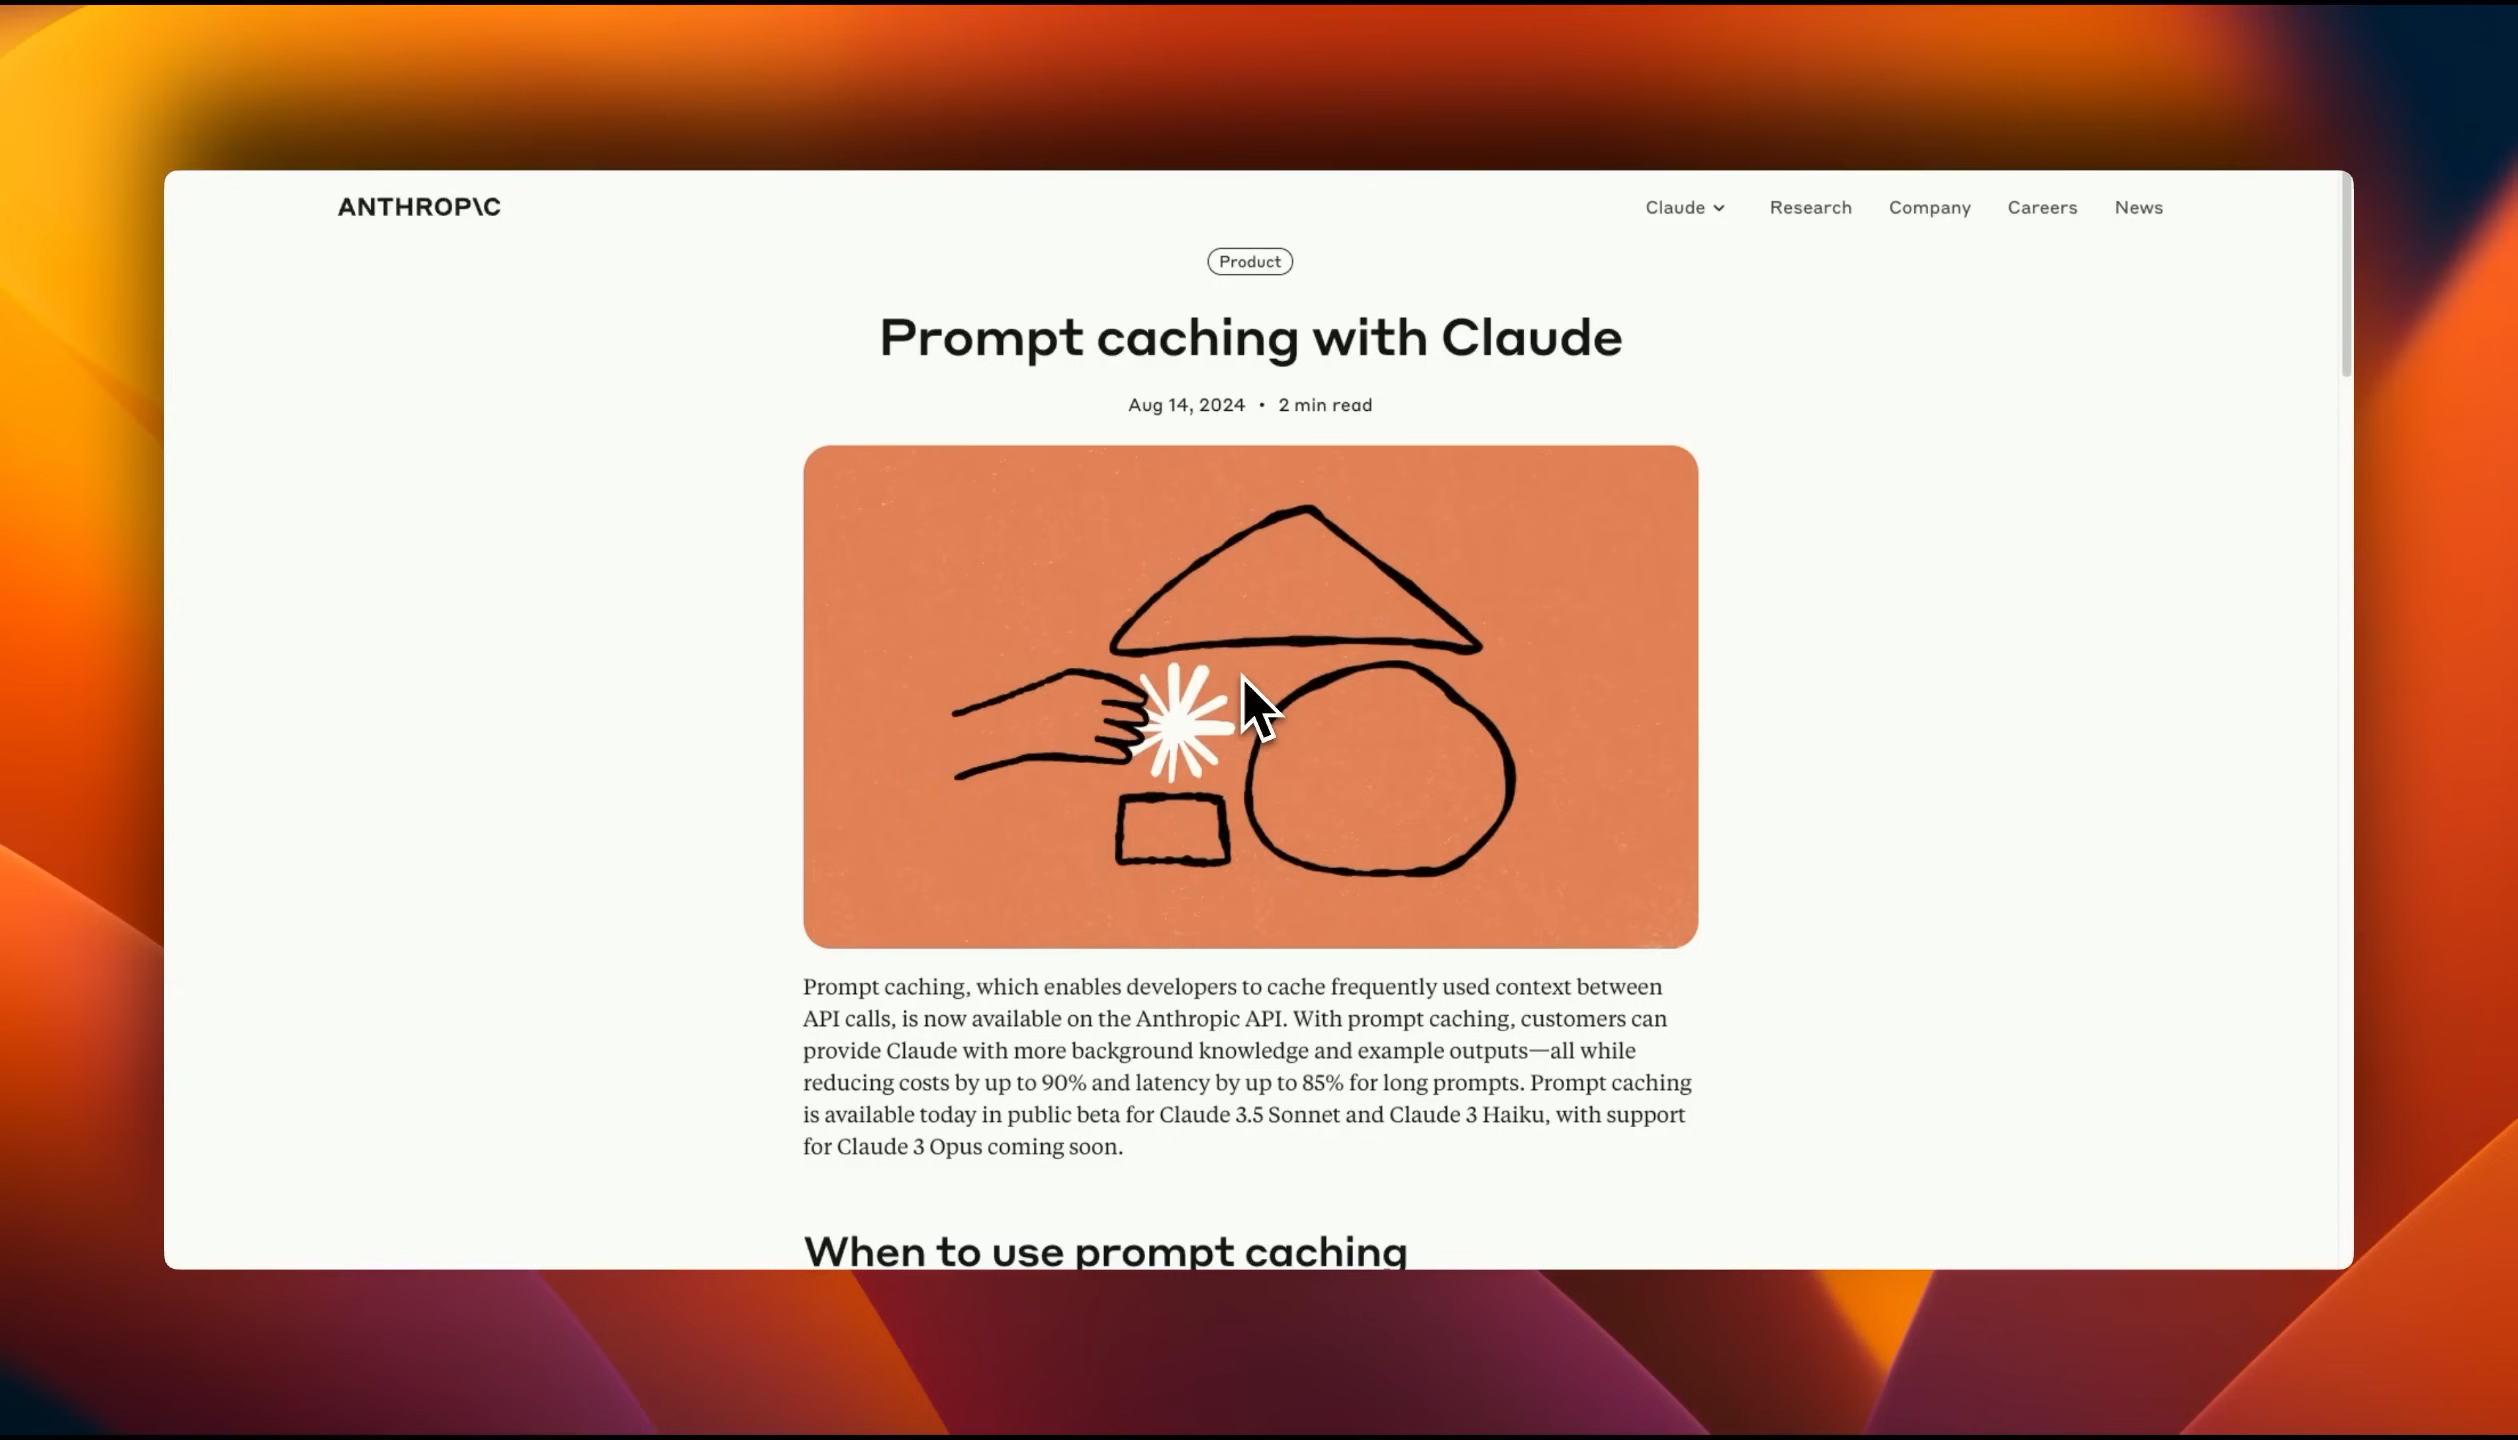 ANTHROP\C
Claude
Research
Company
Careers
News
Product
Prompt caching with Claude
Aug 14, 2024 • 2 min read
Prompt caching, which enables developers to cache frequently used context between
API calls, is now available on the Anthropic API. With prompt caching, customers can
provide Claude with more background knowledge and example outputs—all while
reducing costs by up to 90% and latency by up to 85% for long prompts. Prompt caching
is available today in public beta for Claude 3.5 Sonnet and Claude 3 Haiku, with support
for Claude 3 Opus coming soon.
When to use prompt caching